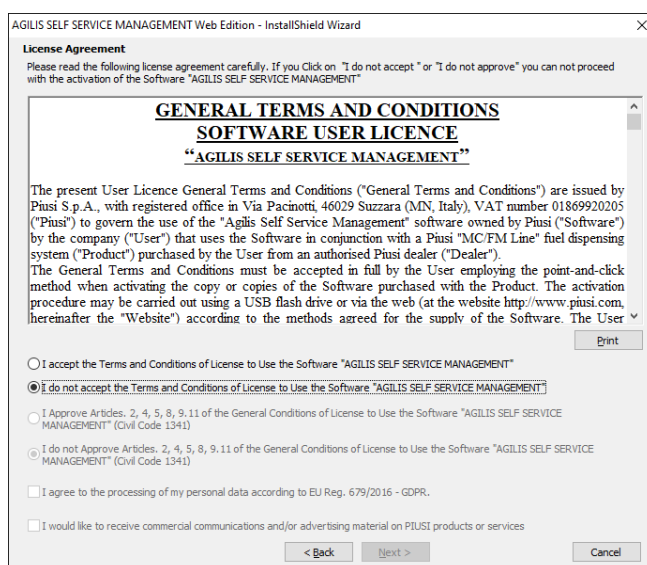 AGILIS SELF SERVICE MANAGEMENT Web Edition - InstallShield Wizard
License Agreement
Please read the following license agreement carefully. If you Click on "I do not accept " or "I do not approve" you can not proceed
with the activation of the Software "AGILIS SELF SERVICE MANAGEMENT"
GENERAL TERMS AND CONDITIONS
SOFTWARE USER LICENCE
“AGILIS SELF SERVICE MANAGEMENT”
The present User Licence General Terms and Conditions ("General Terms and Conditions") are issued by
Piusi S.p.A., with registered office in Via Pacinotti, 46029 Suzzara (MN, Italy), VAT number 01869920205
("Piusi") to govern the use of the "Agilis Self Service Management" software owned by Piusi ("Software")
by the company ("User") that uses the Software in conjunction with a Piusi "MC/FM Line" fuel dispensing
system ("Product") purchased by the User from an authorised Piusi dealer ("Dealer").
The General Terms and Conditions must be accepted in full by the User employing the point-and-click
method when activating the copy or copies of the Software purchased with the Product. The activation
procedure may be carried out using a USB flash drive or via the web (at the website http://www.piusi.com,
hereinafter the "Website") according to the methods agreed for the supply of the Software. The User
Print
I accept the Terms and Conditions of License to Use the Software "AGILIS SELF SERVICE MANAGEMENT"
I do not accept the Terms and Conditions of License to Use the Software "AGILIS SELF SERVICE MANAGEMENT"
I Approve Articles. 2, 4, 5, 8, 9.11 of the General Conditions of License to Use the Software "AGILIS SELF SERVICE
MANAGEMENT" (Civil Code 1341)
I do not Approve Articles. 2, 4, 5, 8, 9.11 of the General Conditions of License to Use the Software "AGILIS SELF SERVICE
MANAGEMENT" (Civil Code 1341)
I agree to the processing of my personal data according to EU Reg. 679/2016 - GDPR.
I would like to receive commercial communications and/or advertising material on PIUSI products or services
< Back
Next >
Cancel